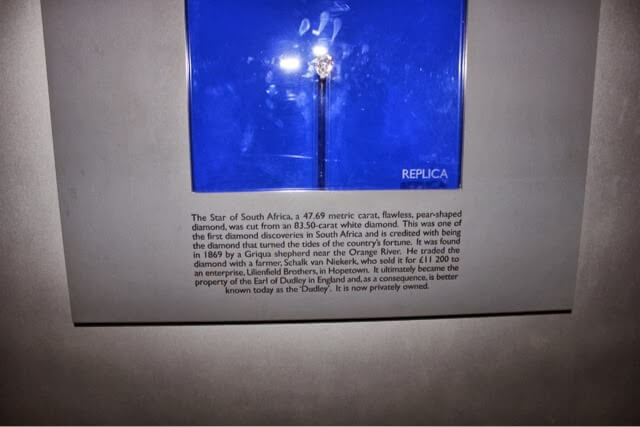 REPLICA
The Star of South Africa, a 47.69 metric carat, flawless, pear-shaped
diamond, was cut from an 83.50-carat white diamond. This was one of
the first diamond discoveries in South Africa and is credited with being
the diamond that turned the tides of the country's fortune. It was found
in 1869 by a Griqua shepherd near the Orange River. He traded the
diamond with a farmer, Schalk van Niekerk, who sold it for £11 200 to
an enterprise, Lilienfield Brothers, in Hopetown. It ultimately became the
property of the Earl of Dudley in England and, as a consequence, is better
known today as the 'Dudley'. It is now privately owned.